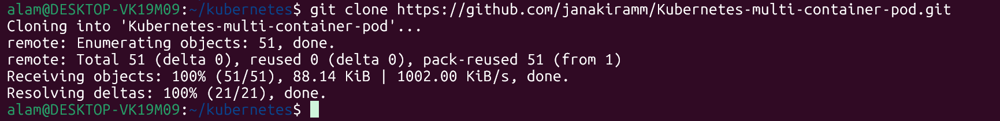 alam@DESKTOP-VK19M09:~/kubernetes$ git clone https://github.com/janakiramm/Kubernetes-multi-container-pod.git
Cloning into 'Kubernetes-multi-container-pod'...
remote: Enumerating objects: 51, done.
remote: Total 51 (delta 0), reused 0 (delta 0), pack-reused 51 (from 1)
Receiving objects: 100% (51/51), 88.14 KiB | 1002.00 KiB/s, done.
Resolving deltas: 100% (21/21), done.
alam@DESKTOP-VK19M09:~/kubernetes$